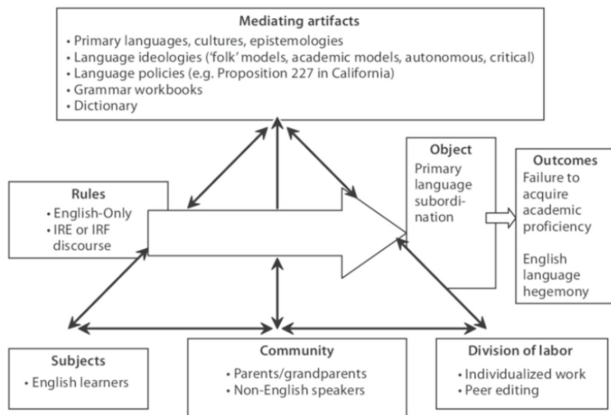 Mediating artifacts
• Primary languages, cultures, epistemologies
• Language ideologies (‘folk’ models, academic models, autonomous, critical)
• Language policies (e.g. Proposition 227 in California)
• Grammar workbooks
• Dictionary
Rules
• English-Only
• IRE or IRF
discourse
Object
Primary
language
subordi-
nation
Outcomes
Failure to
acquire
academic
proficiency
English
language
hegemony
Subjects
• English learners
Community
• Parents/grandparents
• Non-English speakers
Division of labor
• Individualized work
• Peer editing